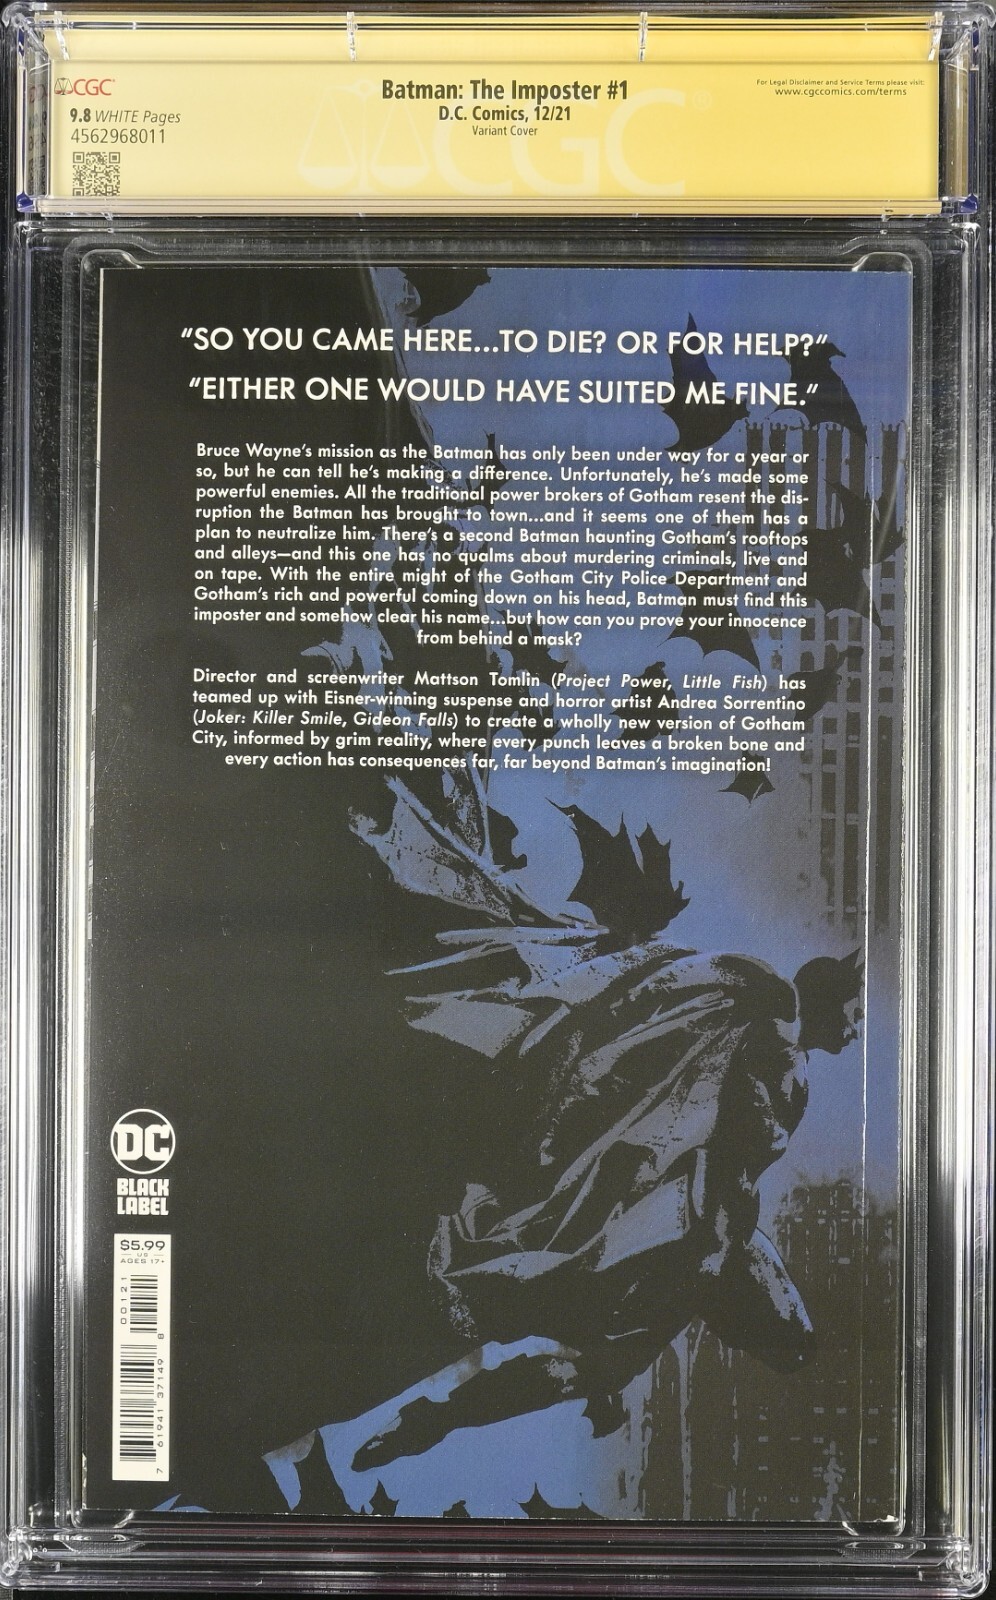 CGC
Batman: The Imposter #1
D.C. Comics, 12/21
Variant Cover
For Legal Disclaimer and Service Terms please visit:
www.cgccomics.com/terms
9.8 WHITE Pages
4562968011
CGC
“SO YOU CAME HERE...TO DIE? OR FOR HELP?“
“EITHER ONE WOULD HAVE SUITED ME FINE.“
Bruce Wayne’s mission as the Batman has only been under way for a year or
so, but he can tell he’s making a difference. Unfortunately, he’s made some
powerful enemies. All the traditional power brokers of Gotham resent the dis-
ruption the Batman has brought to town...and it seems one of them has a
plan to neutralize him. There’s a second Batman haunting Gotham’s rooftops
and alleys—and this one has no qualms about murdering criminals, live and
on tape. With the entire might of the Gotham City Police Department and
Gotham’s rich and powerful coming down on his head, Batman must find this
imposter and somehow clear his name...but how can you prove your innocence
from behind a mask?
Director and screenwriter Mattson Tomlin (Project Power, Little Fish) has
teamed up with Eisner-winning suspense and horror artist Andrea Sorrentino
(Joker: Killer Smile, Gideon Falls) to create a wholly new version of Gotham
City, informed by grim reality, where every punch leaves a broken bone and
every action has consequences far, far beyond Batman’s imagination!
DC
BLACK
LABEL
$5.99
US
AGES 17+
00121
7 61941 37149 8